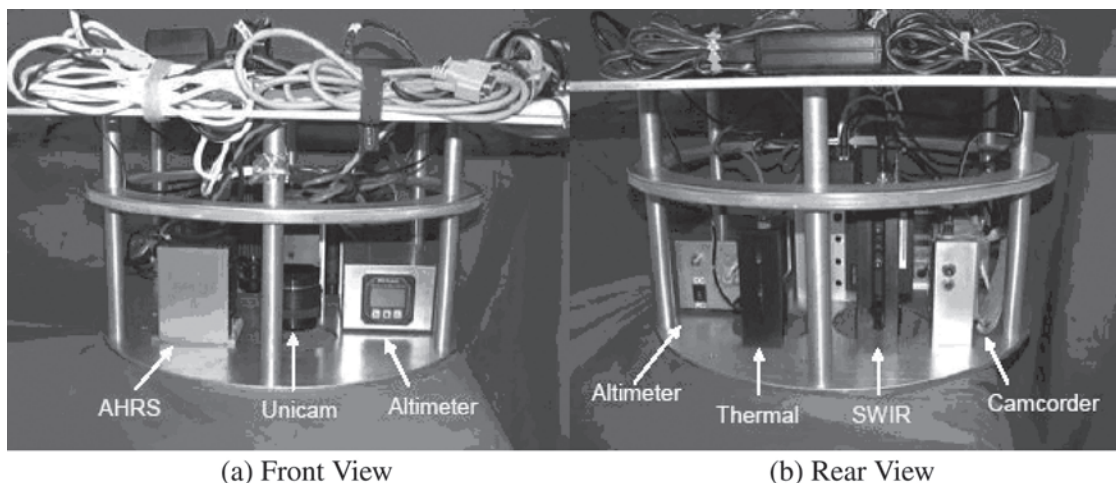 AHRS
Unicam
Altimeter
Altimeter
Thermal
SWIR
Camcorder
(a) Front View
(b) Rear View